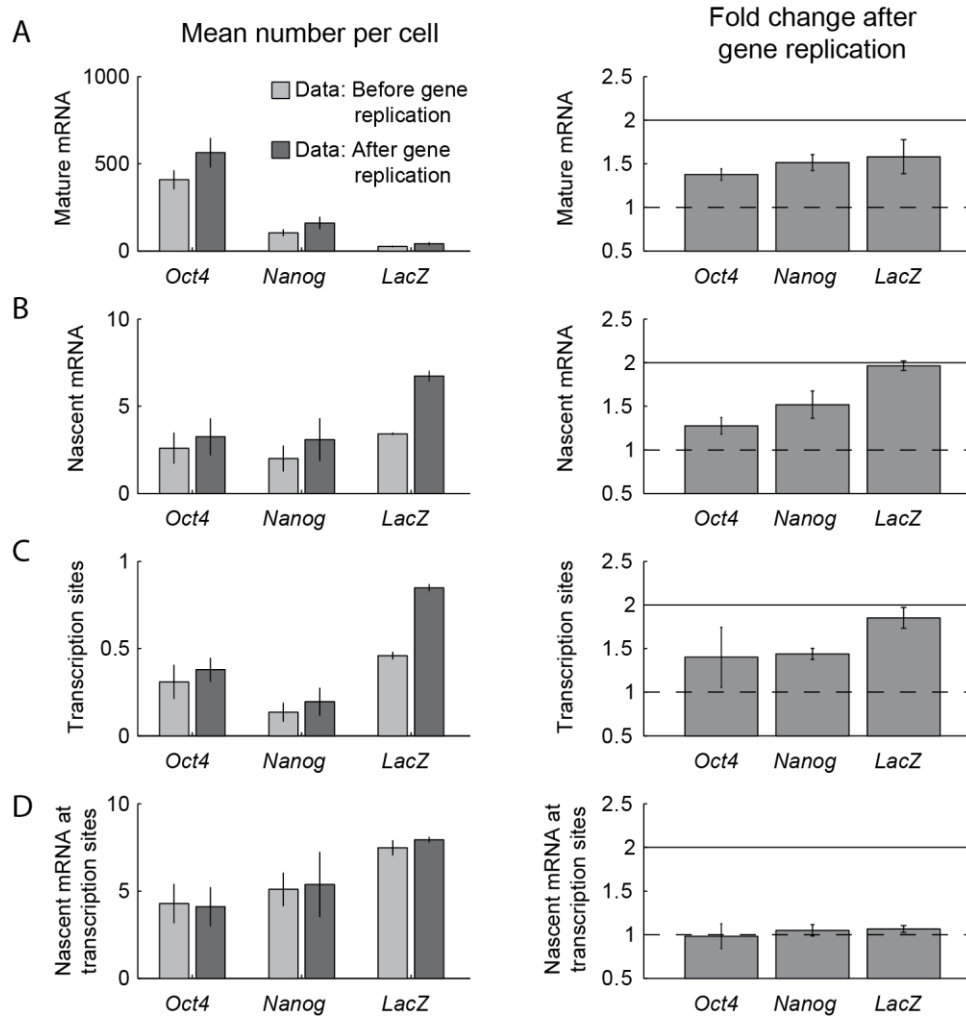 A
Mean number per cell
Fold change after
gene replication
Mature mRNA
1000
500
0
Data: Before gene
replication
Data: After gene
replication
Oct4 Nanog LacZ
Mature mRNA
2.5
2
1.5
1
0.5
Oct4 Nanog LacZ
B
Nascent mRNA
10
5
0
Oct4 Nanog LacZ
Nascent mRNA
2.5
2
1.5
1
0.5
Oct4 Nanog LacZ
C
Transcription sites
1
0.5
0
Oct4 Nanog LacZ
Transcription sites
2.5
2
1.5
1
0.5
Oct4 Nanog LacZ
D
Nascent mRNA at
transcription sites
10
5
0
Oct4 Nanog LacZ
Nascent mRNA at
transcription sites
2.5
2
1.5
1
0.5
Oct4 Nanog LacZ